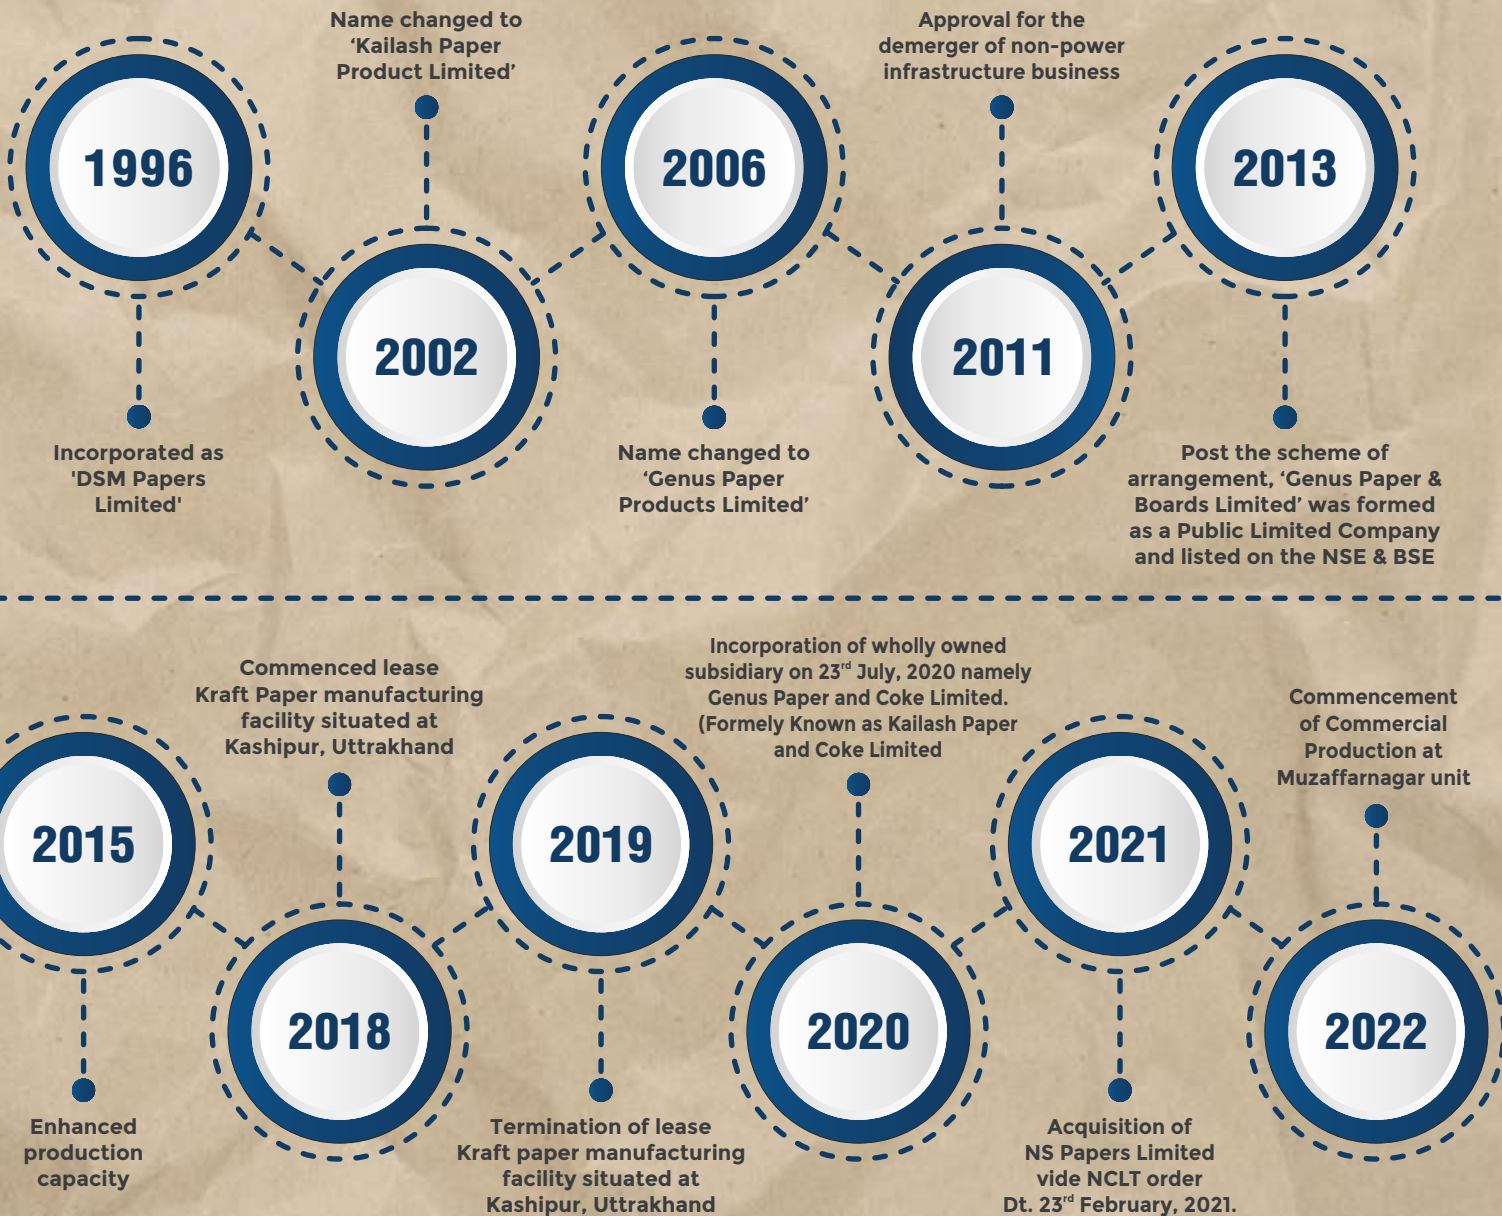 1996
Incorporated as
'DSM Papers
Limited'
Name changed to
‘Kailash Paper
Product Limited’
2002
2006
Name changed to
‘Genus Paper
Products Limited’
Approval for the
demerger of non-power
infrastructure business
2011
2013
Post the scheme of
arrangement, ‘Genus Paper &
Boards Limited’ was formed
as a Public Limited Company
and listed on the NSE & BSE
2015
Enhanced
production
capacity
Commenced lease
Kraft Paper manufacturing
facility situated at
Kashipur, Uttrakhand
2018
2019
Termination of lease
Kraft paper manufacturing
facility situated at
Kashipur, Uttrakhand
Incorporation of wholly owned
subsidiary on 23rd July, 2020 namely
Genus Paper and Coke Limited.
(Formely Known as Kailash Paper
and Coke Limited
2020
2021
Acquisition of
NS Papers Limited
vide NCLT order
Dt. 23rd February, 2021.
Commencement
of Commercial
Production at
Muzaffarnagar unit
2022